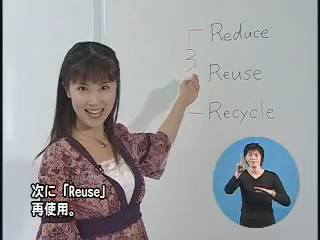 Reduce
3
Reuse
Recycle
次に「Reuse」
再使用。